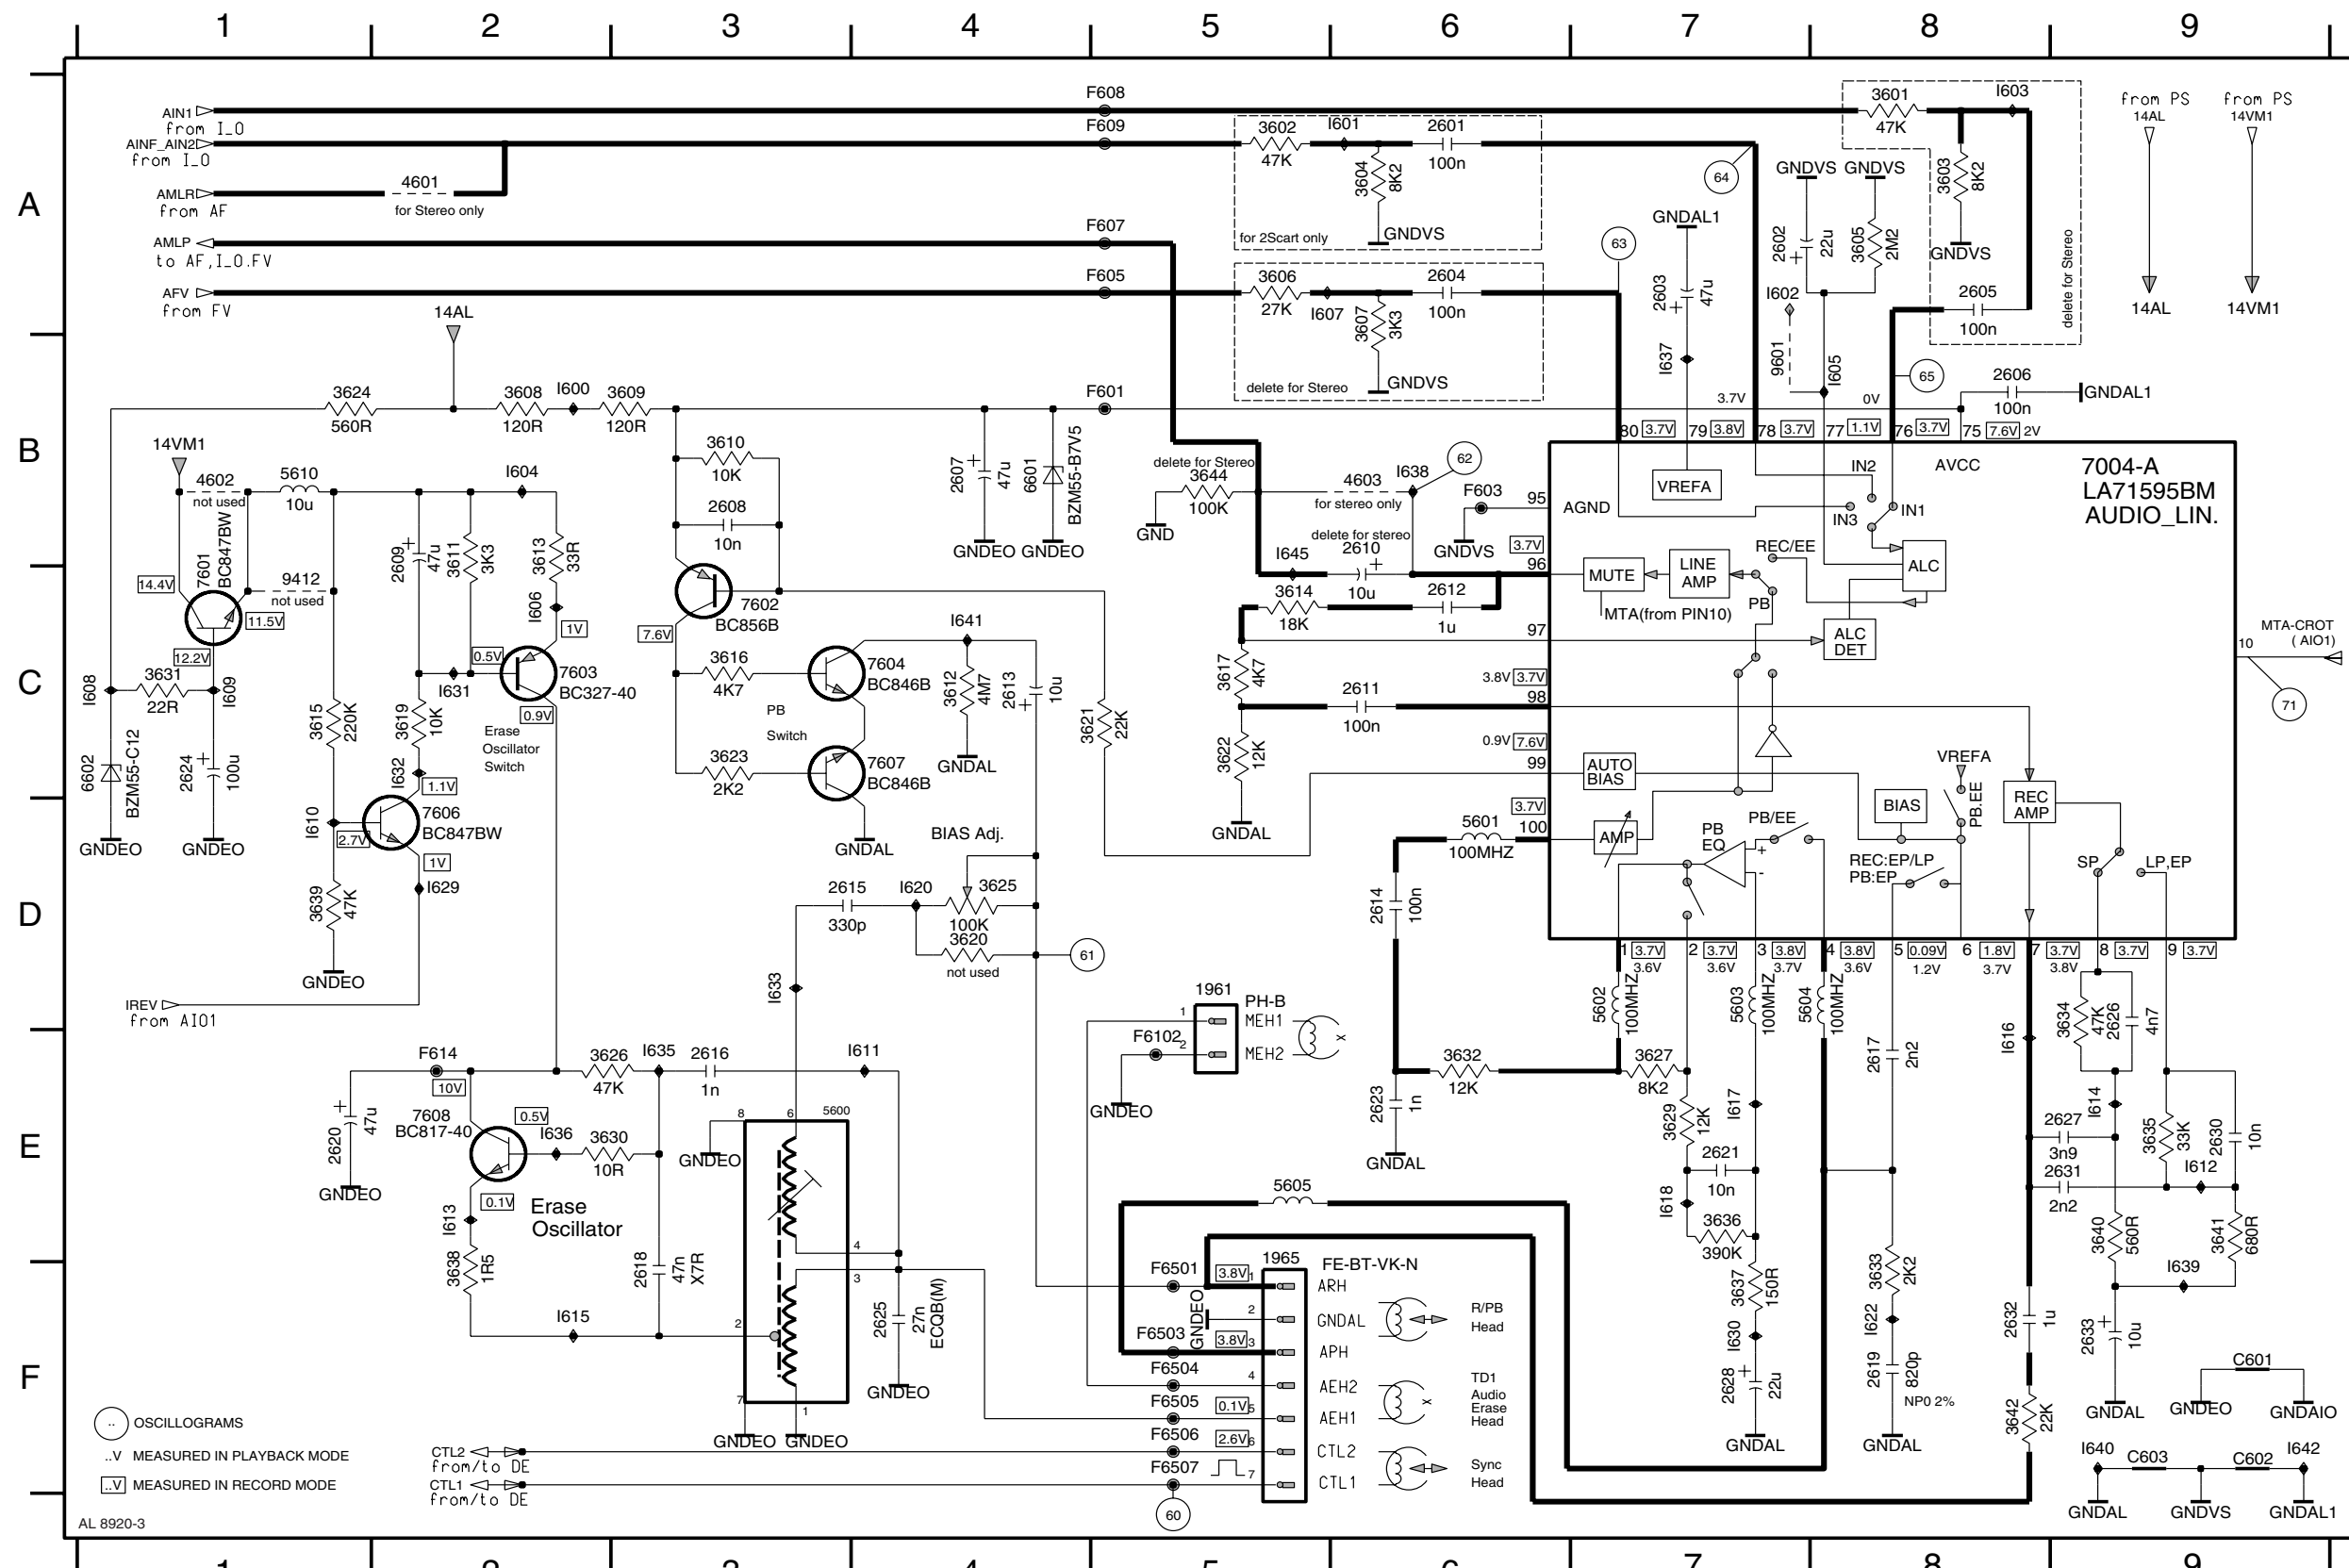 1 2 3 4 5 6 7 8 9
A
B
C
D
E
F
AIN1
from I_O
AINF_AIN2
from I_O
AMLR
from AF
4601
for Stereo only
AMLP
to AF,I_O.FV
AFV
from FV
F608
F609
F607
F605
3602
47K
I601
2601
100n
3604
8K2
GNDVS
for 2Scart only
3606
27K
I607
2604
100n
3607
3K3
GNDVS
delete for Stereo
64
63
GNDAL1
2603
47u
I637
GNDVS
GNDVS
2602
22u
3605
2M2
I602
9601
I605
3601
47K
I603
3603
8K2
GNDVS
2605
100n
delete for Stereo
65
from PS
14AL
14AL
from PS
14VM1
14VM1
2606
100n
GNDAL1
14AL
3624
560R
3608
120R
I600
3609
120R
F601
3.7V
0V
14VM1
4602
not used
5610
10u
I604
7601
BC847BW
14.4V
9412
not used
11.5V
12.2V
2609
47u
3611
3K3
3613
33R
I606
1V
0.5V
7603
BC327-40
0.9V
I631
Erase
Oscillator
Switch
I608
3631
22R
I609
6602
BZM55-C12
2624
100u
GNDEO
GNDEO
3615
220K
3619
10K
I632
1.1V
7606
BC847BW
2.7V
1V
I629
I610
3639
47K
GNDEO
IREV
from AIO1
3610
10K
2608
10n
7602
BC856B
7.6V
3616
4K7
PB
Switch
3623
2K2
7604
BC846B
7607
BC846B
GNDAL
2607
47u
6601
BZM55-B7V5
GNDEO
GNDEO
I641
3612
4M7
2613
10u
GNDAL
BIAS Adj.
2615
330p
I620
3625
100K
3620
not used
61
3621
22K
I633
delete for Stereo
3644
100K
GND
4603
for stereo only
I638
62
F603
GNDVS
delete for stereo
I645
2610
10u
3614
18K
2612
1u
3617
4K7
2611
100n
3622
12K
GNDAL
5601
100MHZ
2614
100n
80
3.7V
79
3.8V
78
3.7V
77
1.1V
76
3.7V
75
7.6V
2V
95
3.7V
96
97
3.8V
3.7V
98
0.9V
7.6V
99
3.7V
100
AGND
VREFA
IN2
IN3
IN1
AVCC
7004-A
LA71595BM
AUDIO_LIN.
MUTE
LINE
AMP
REC/EE
PB
ALC
MTA(from PIN10)
ALC
DET
10
MTA-CROT
( AIO1)
71
AUTO
BIAS
AMP
PB
EQ
PB/EE
+
-
BIAS
VREFA
PB.EE
REC
AMP
REC:EP/LP
PB:EP
SP
LP,EP
1
3.7V
3.6V
2
3.7V
3.6V
3
3.8V
3.7V
4
3.8V
3.6V
5
0.09V
1.2V
6
1.8V
3.7V
7
3.7V
3.8V
8
3.7V
9
3.7V
1961
PH-B
1
MEH1
F6102
2
MEH2
x
GNDEO
5602
100MHZ
5603
100MHZ
5604
100MHZ
3632
12K
3627
8K2
2623
1n
GNDAL
3629
12K
I617
2621
10n
I618
3636
390K
3637
150R
I630
2628
22u
GNDAL
2617
2n2
3633
2K2
I622
2619
820p
NP0 2%
GNDAL
I616
3634
47K
2626
4n7
I614
2627
3n9
2631
2n2
3635
33K
2630
10n
I612
3640
560R
3641
680R
I639
2632
1u
2633
10u
GNDAL
3642
22K
C601
GNDEO
GNDAIO
I640
C603
C602
I642
GNDAL
GNDVS
GNDAL1
F614
10V
3626
47K
I635
2616
1n
I611
2620
47u
GNDEO
7608
BC817-40
0.5V
I636
3630
10R
0.1V
Erase
Oscillator
I613
3638
1R5
I615
2618
47n
X7R
8
6
5600
GNDEO
4
3
2
7
1
GNDEO
GNDEO
2625
27n
ECQB(M)
GNDEO
5605
1965
FE-BT-VK-N
F6501
3.8V
1
ARH
GNDEO
2
GNDAL
F6503
3.8V
3
APH
F6504
4
AEH2
F6505
0.1V
5
AEH1
F6506
2.6V
6
CTL2
F6507
7
CTL1
60
R/PB
Head
TD1
Audio
Erase
Head
x
Sync
Head
CTL2
from/to DE
CTL1
from/to DE
..
OSCILLOGRAMS
..V MEASURED IN PLAYBACK MODE
..V MEASURED IN RECORD MODE
AL 8920-3
1 2 3 4 5 6 7 8 9